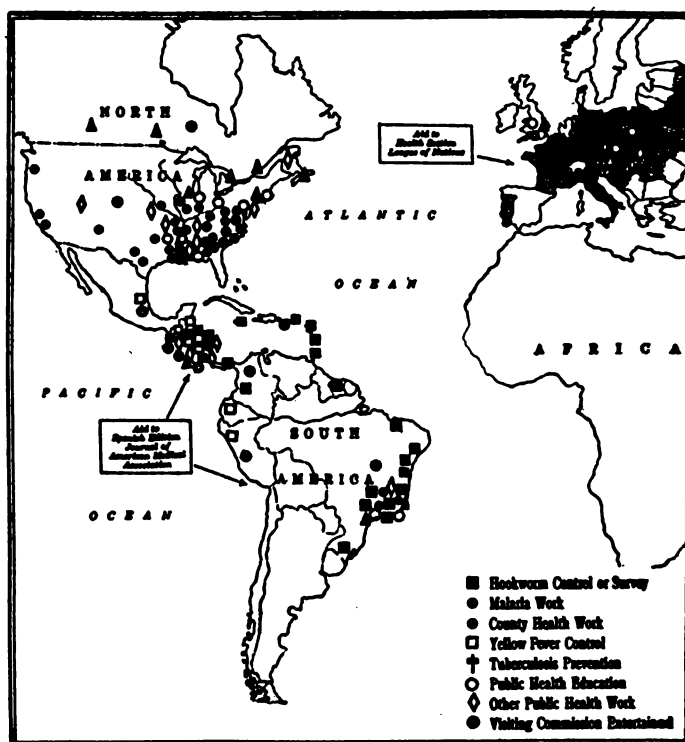 NORTH
AMERICA
Aid to
Health Section
League of Nations
ATLANTIC
OCEAN
AFRICA
PACIFIC
Aid to
Spanish Edition
Journal of
American Medical
Association
SOUTH
AMERICA
OCEAN
Hookworm Control or Survey
Malaria Work
County Health Work
Yellow Fever Control
Tuberculosis Prevention
Public Health Education
Other Public Health Work
Visiting Commission Entertained